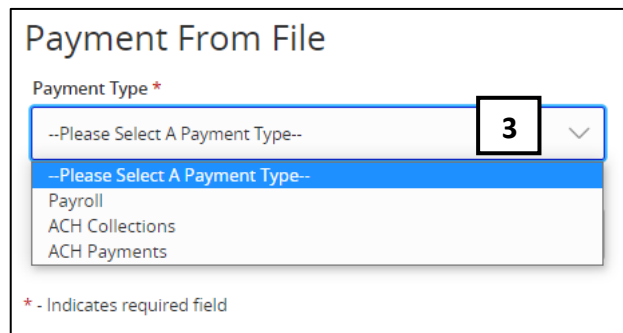 Payment From File
Payment Type *
--Please Select A Payment Type--
3
--Please Select A Payment Type--
Payroll
ACH Collections
ACH Payments
* - Indicates required field